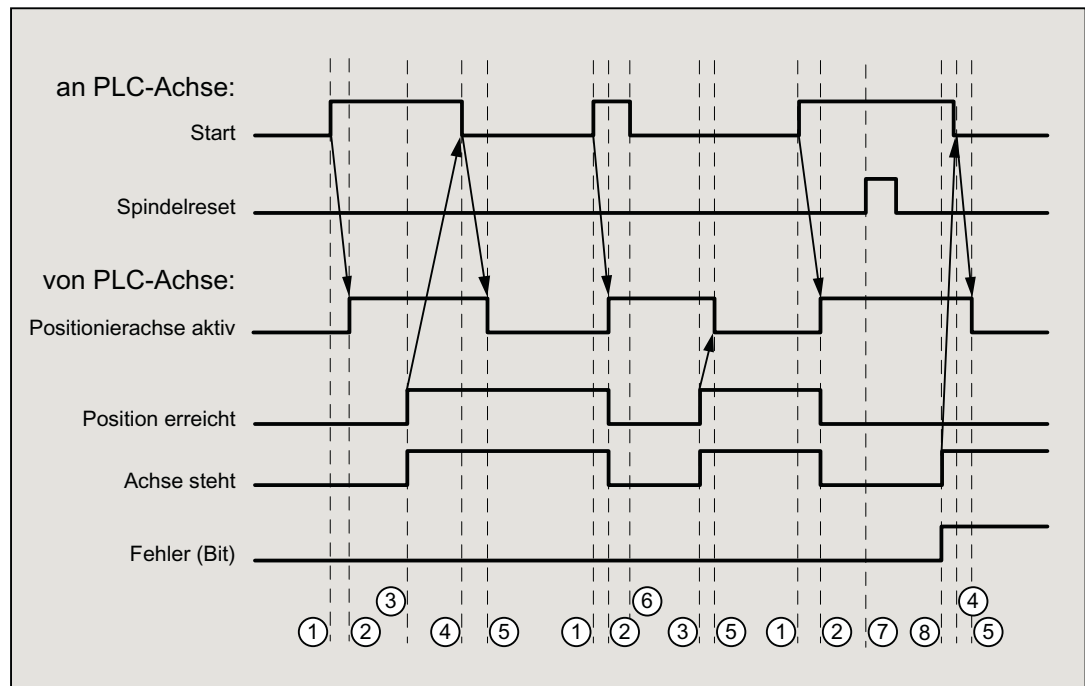 an PLC-Achse:
Start
Spindelreset
von PLC-Achse:
Positionierachse aktiv
Position erreicht
Achse steht
Fehler (Bit)
③ ⑥ ④
① ② ④ ⑤ ① ② ③ ⑤ ① ② ⑦ ⑧ ⑤